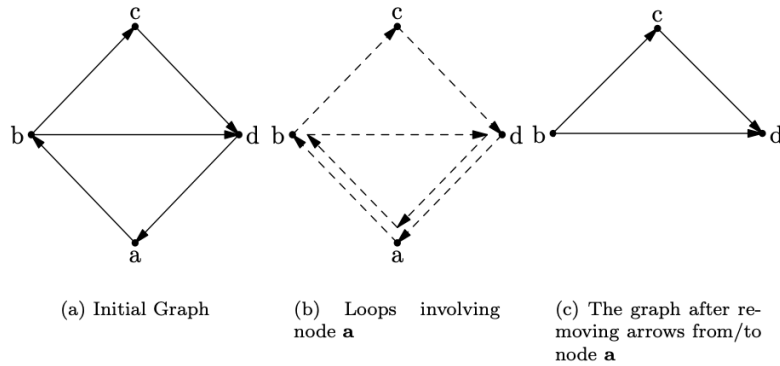 c
b
d
a
(a) Initial Graph
c
b
d
a
(b) Loops involving
node a
c
b
d
(c) The graph after re-
moving arrows from/to
node a